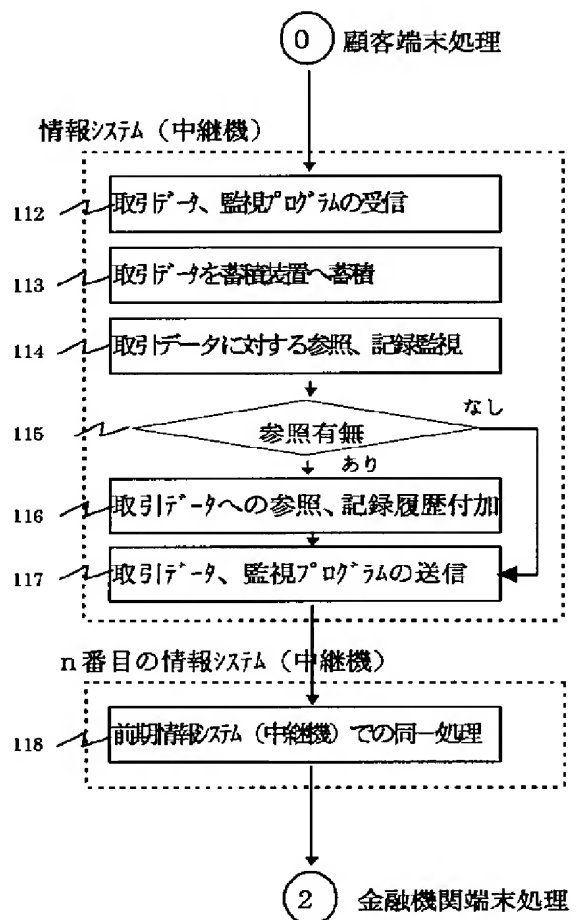 0 顧客端末処理
情報システム（中継機）
112 取引データ、監視プログラムの受信
113 取引データを蓄積装置へ蓄積
114 取引データに対する参照、記録監視
115 参照有無 なし
あり
116 取引データへの参照、記録履歴付加
117 取引データ、監視プログラムの送信
n番目の情報システム（中継機）
118 前期情報システム（中継機）での同一処理
2 金融機関端末処理